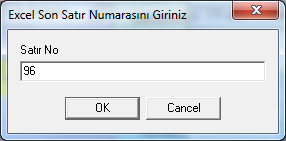 Excel Son Satır Numarasını Giriniz
Satır No
96
OK
Cancel